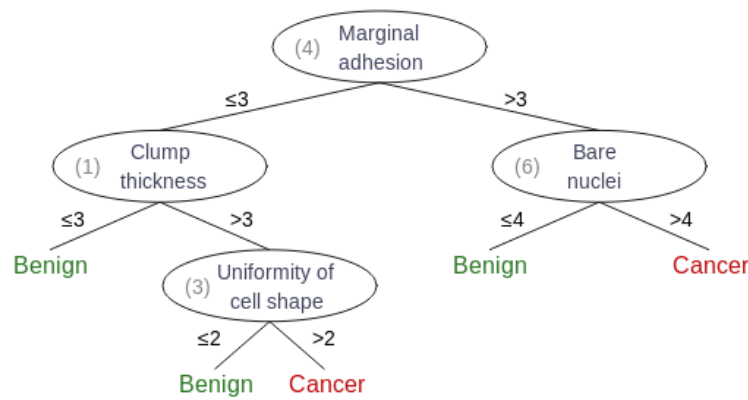 (4) Marginal
adhesion
≤3
>3
(1) Clump
thickness
(6) Bare
nuclei
≤3
>3
≤4
>4
Benign
Benign
Cancer
(3) Uniformity of
cell shape
≤2
>2
Benign
Cancer